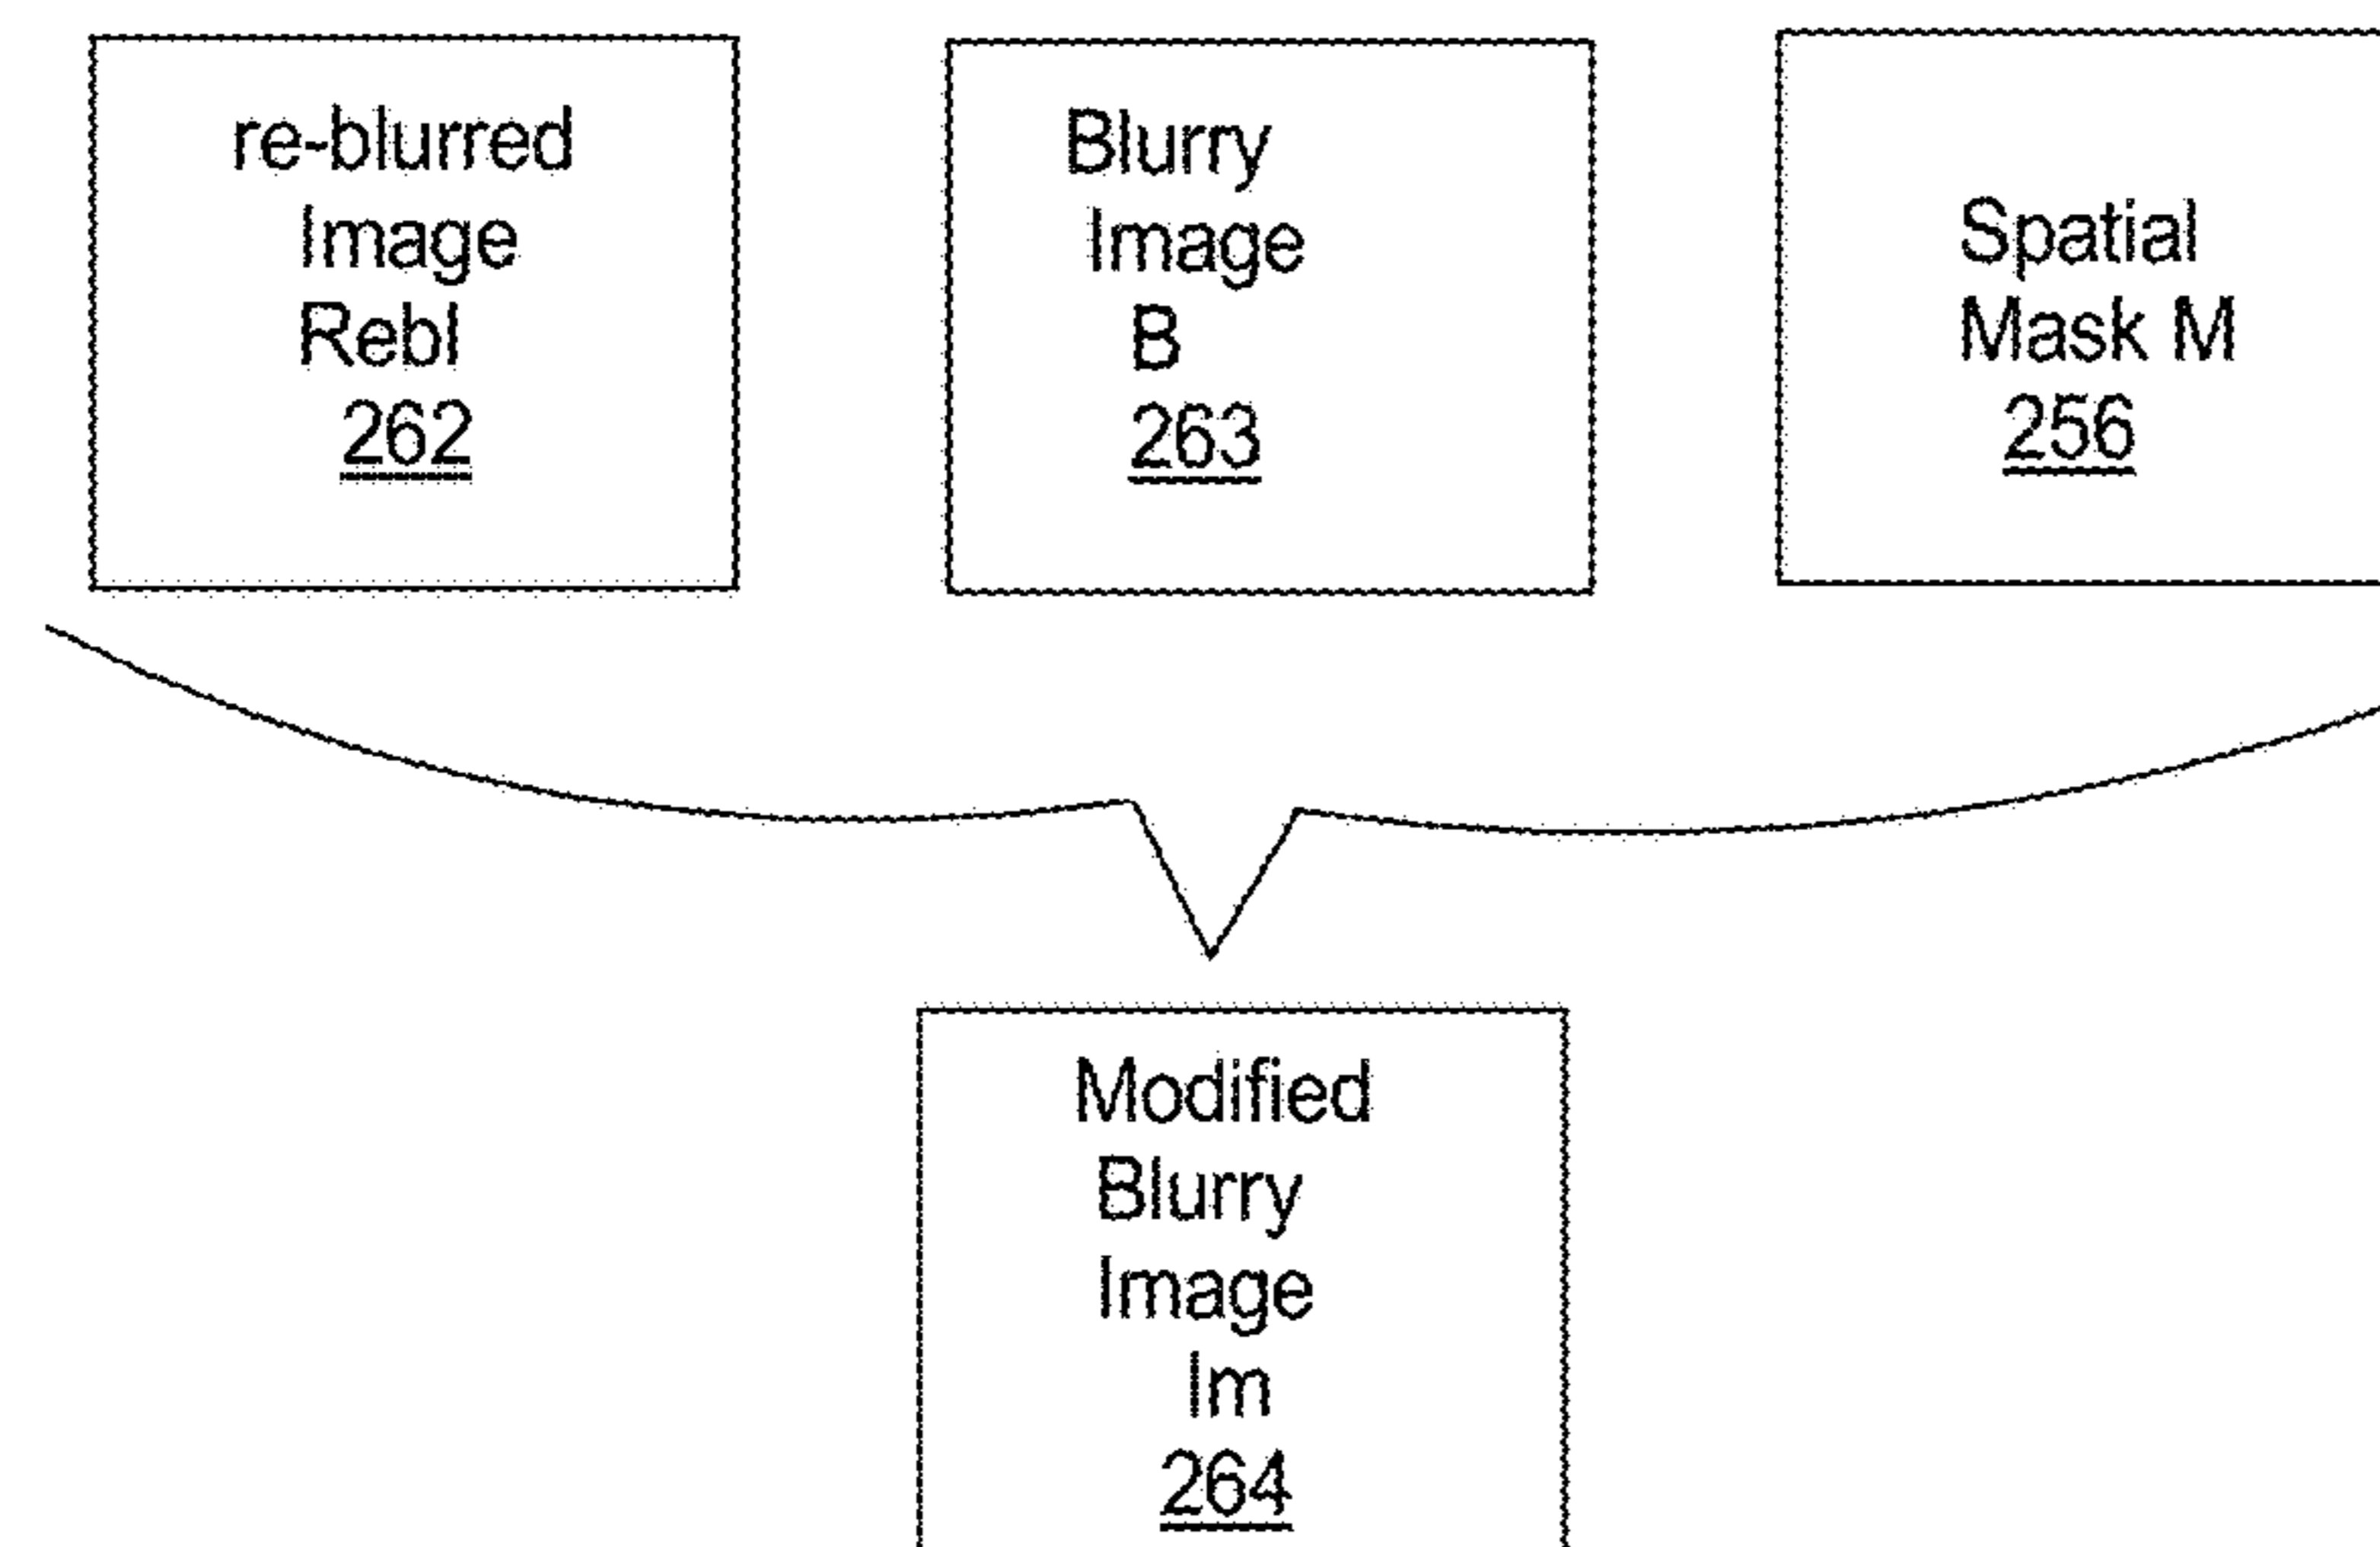 re-blurred
Image
Rebl
262
Blurry
Image
B
263
Spatial
Mask M
256
Modified
Blurry
Image
Im
264